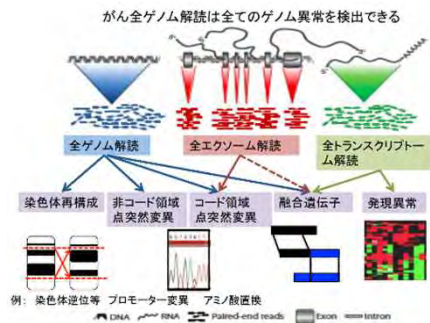 がん全ゲノム解読は全てのゲノム異常を検出できる
全ゲノム解読
全エクソーム解読
全トランスクリプトーム解読
染色体再構成
非コード領域
点突然変異
コード領域
点突然変異
融合遺伝子
発現異常
例: 染色体逆位等 プロモーター変異 アミノ酸置換
DNA RNA Paired-end reads Exon Intron